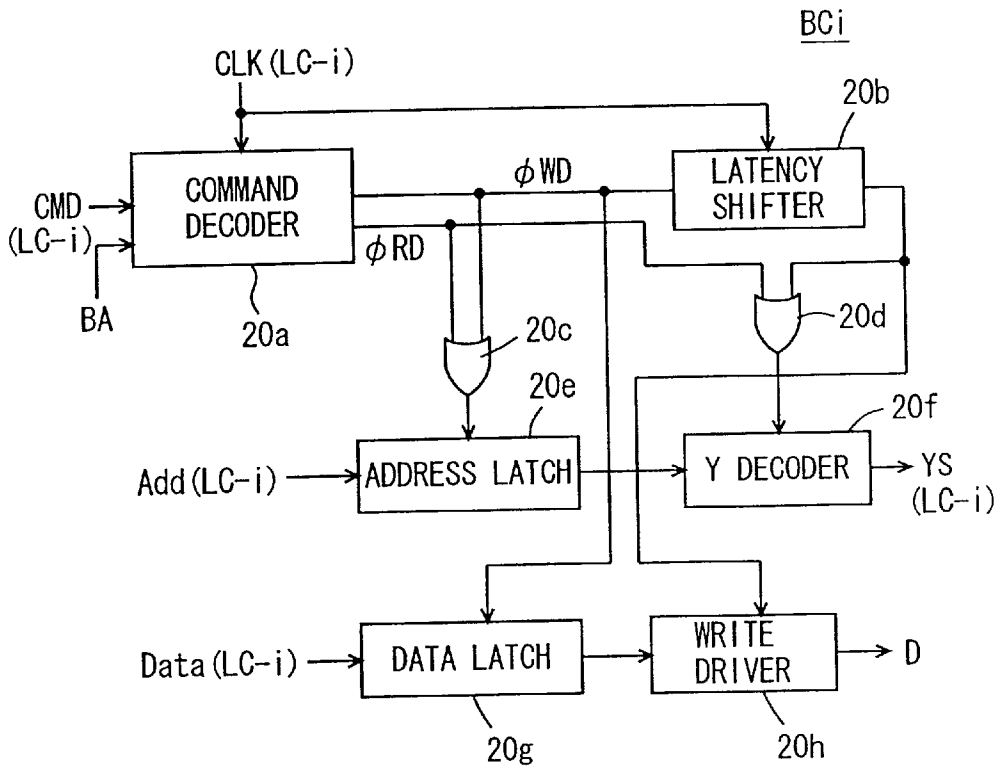 BCi
CLK(LC-i)
20b
COMMAND
DECODER
ϕWD
LATENCY
SHIFTER
CMD
(LC-i)
ϕRD
BA
20a
20c
20d
20e
20f
Add(LC-i)
ADDRESS LATCH
Y DECODER
YS
(LC-i)
Data(LC-i)
DATA LATCH
WRITE
DRIVER
D
20g
20h